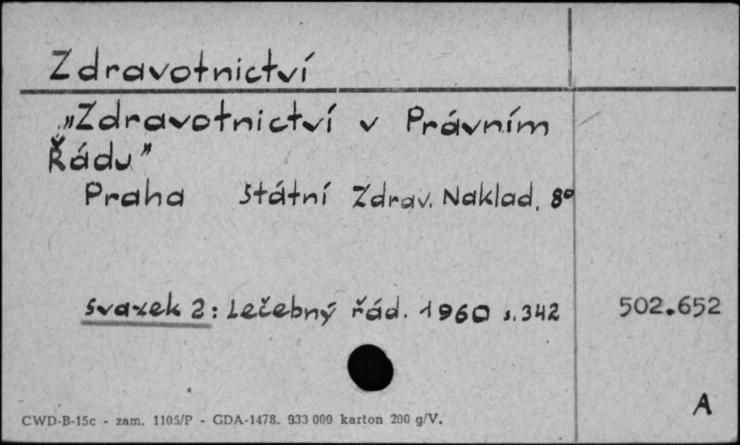 Zdravotnictví
„Zdravotnictví v Právním
Řádu"
Praha Státní Zdrav. Naklad. 8°
svazek 2: Lečebný řád. 1960 s. 342
502.652
A
CWD-B-15c - zam. 1105/P - GDA-1478. 933 000 karton 200 g/V.